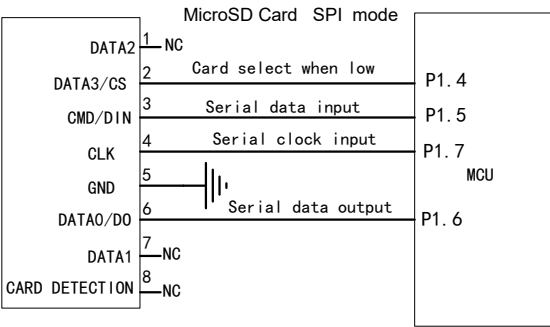 MicroSD Card SPI mode
DATA2 1 NC
DATA3/CS 2 Card select when low P1.4
CMD/DIN 3 Serial data input P1.5
CLK 4 Serial clock input P1.7
GND 5
MCU
DATA0/DO 6 Serial data output P1.6
DATA1 7 NC
CARD DETECTION 8 NC